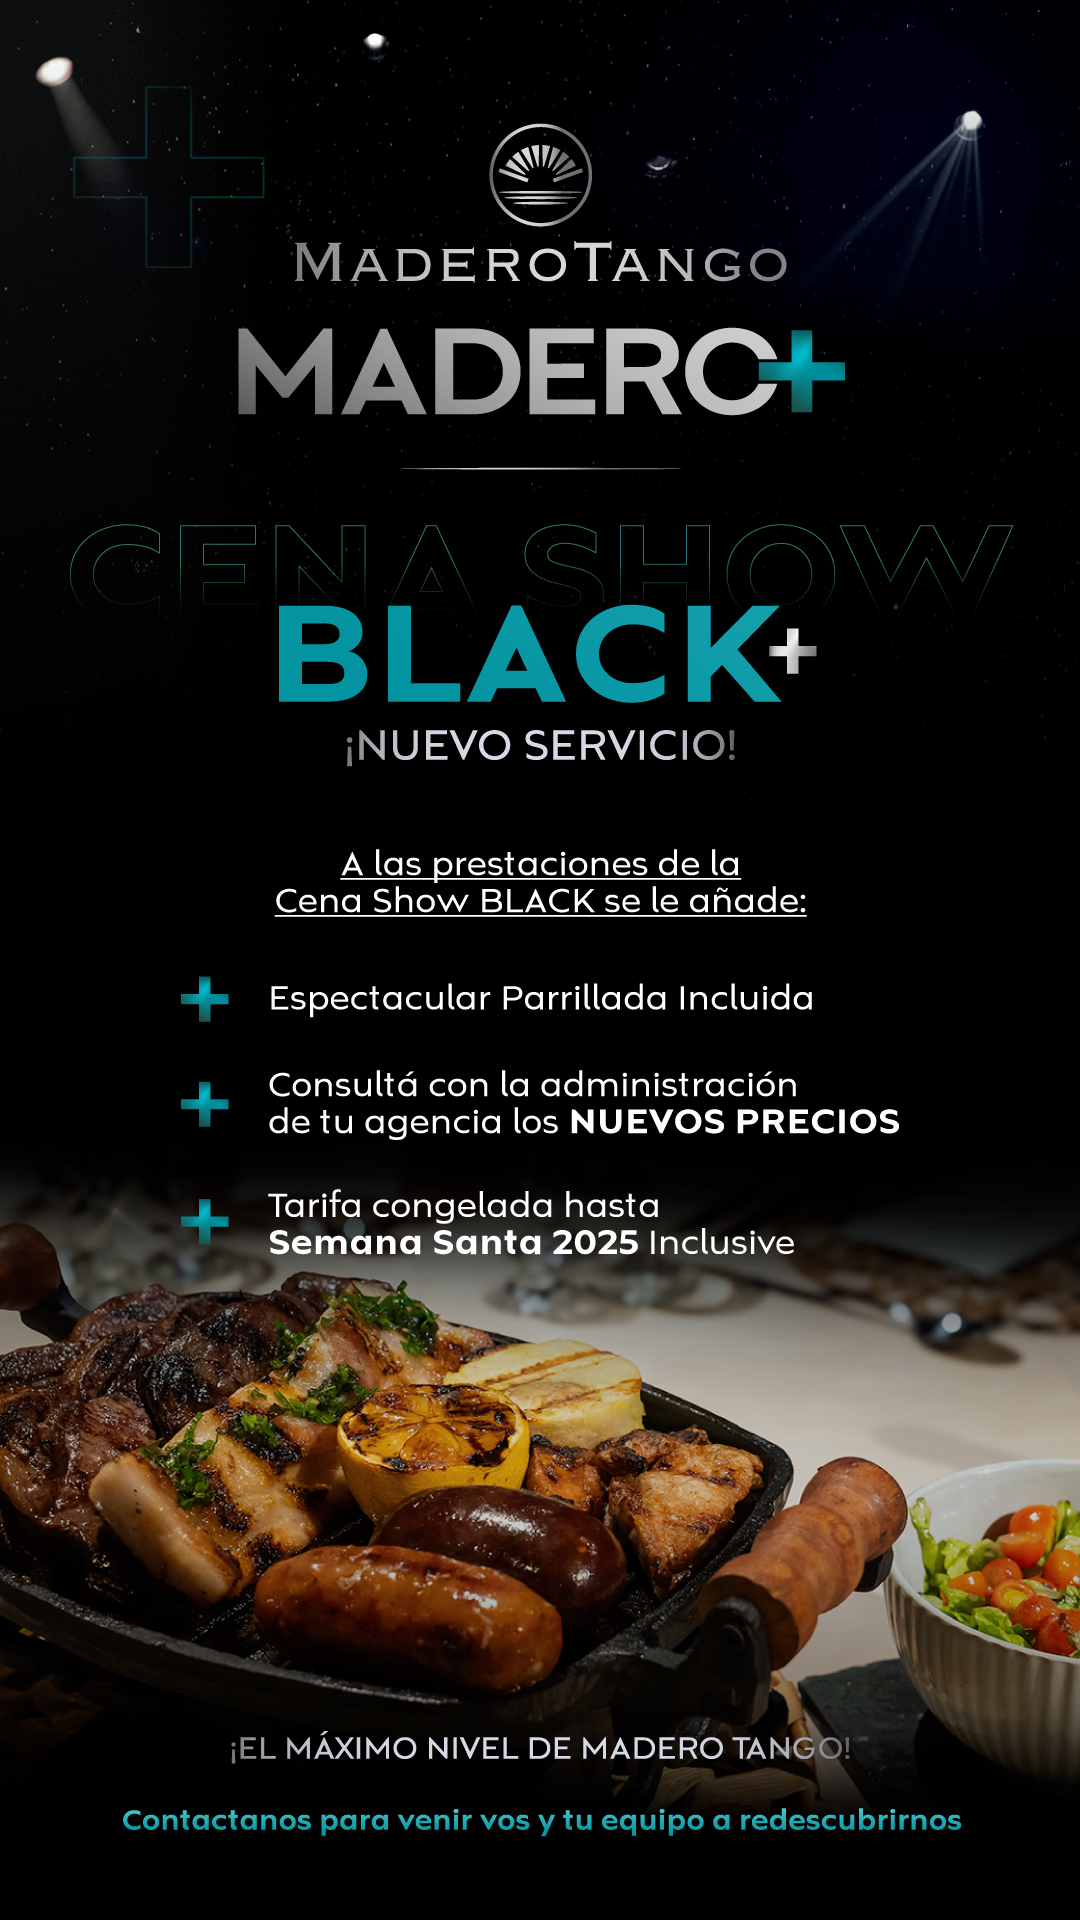 MADEROTANGO
MADERO+
CENA SHOW
BLACK+
¡NUEVO SERVICIO!
A las prestaciones de la
Cena Show BLACK se le añade:
+ Espectacular Parrillada Incluida
+ Consultá con la administración
de tu agencia los NUEVOS PRECIOS
+ Tarifa congelada hasta
Semana Santa 2025 Inclusive
¡EL MÁXIMO NIVEL DE MADERO TANGO!
Contactanos para venir vos y tu equipo a redescubrirnos